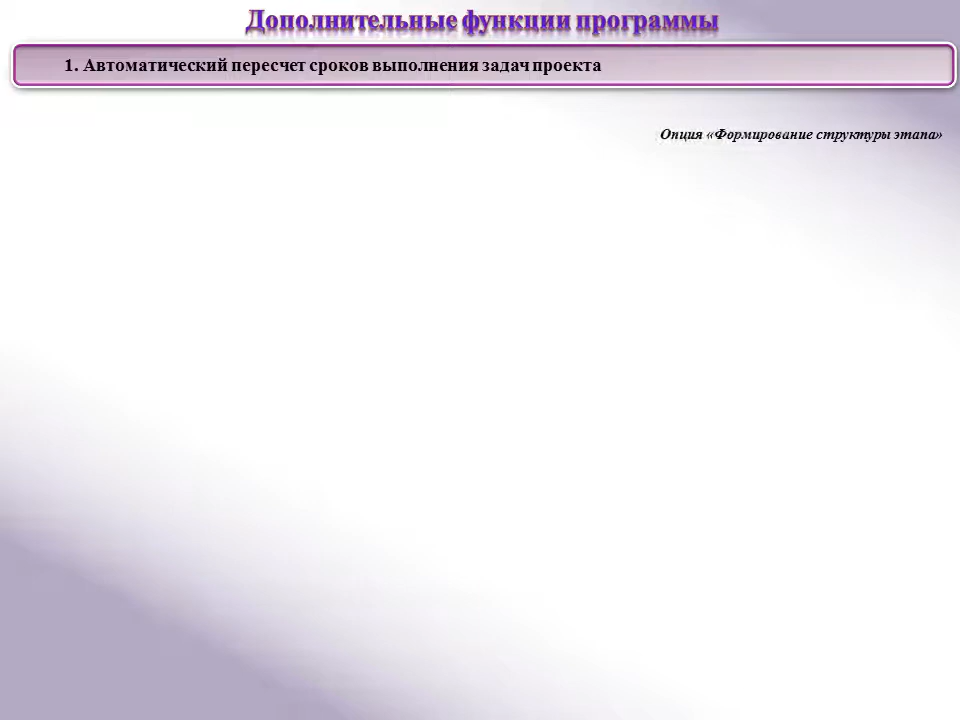 Дополнительные функции программы
1. Автоматический пересчет сроков выполнения задач проекта
Опция «Формирование структуры этапа»